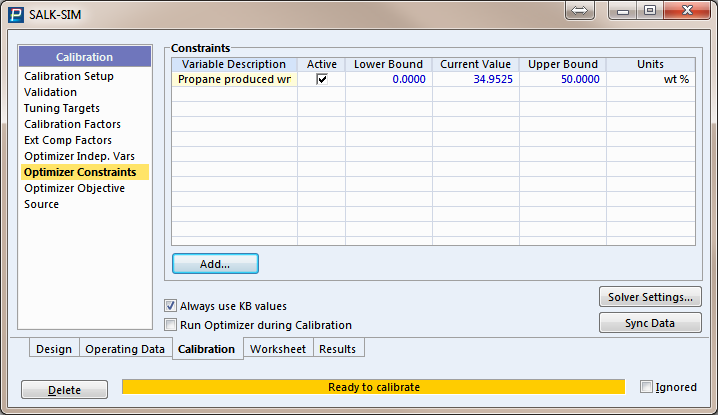 SALK-SIM
Calibration
Calibration Setup
Validation
Tuning Targets
Calibration Factors
Ext Comp Factors
Optimizer Indep. Vars
Optimizer Constraints
Optimizer Objective
Source
Constraints
Variable Description Active Lower Bound Current Value Upper Bound Units
Propane produced wr 0.0000 34.9525 50.0000 wt %
Add...
Always use KB values
Run Optimizer during Calibration
Solver Settings...
Sync Data
Design Operating Data Calibration Worksheet Results
Delete Ready to calibrate Ignored